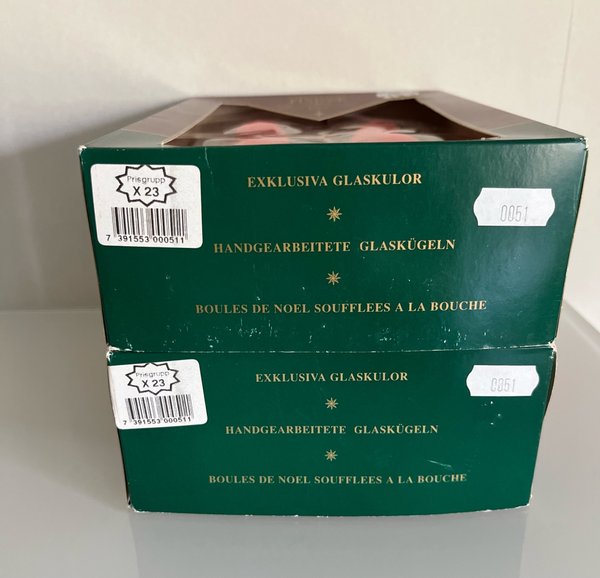 Prisgrupp
X 23
7 391553 000511
EXKLUSIVA GLASKULOR
0051
HANDGEARBEITETE GLASKÜGELN
BOULES DE NOEL SOUFFLEES A LA BOUCHE
Prisgrupp
X 23
7 391553 000511
EXKLUSIVA GLASKULOR
0051
HANDGEARBEITETE GLASKÜGELN
BOULES DE NOEL SOUFFLEES A LA BOUCHE